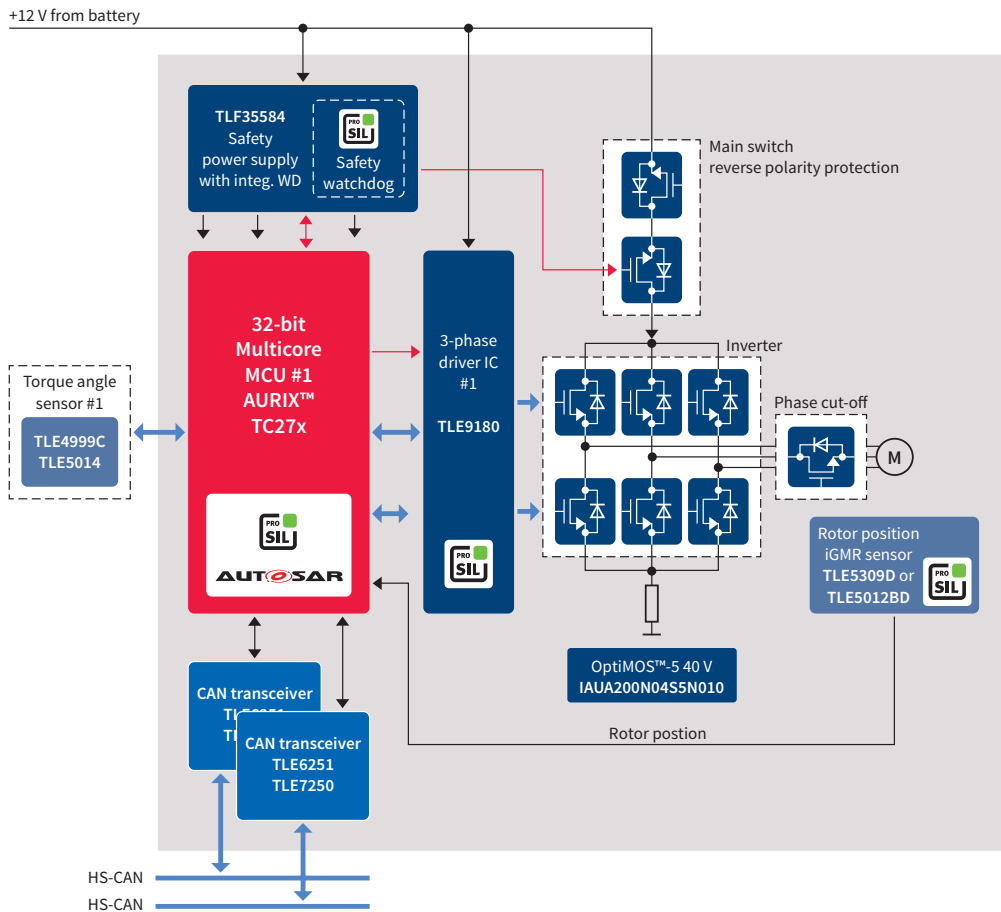 +12 V from battery
TLF35584
Safety
power supply
with integ. WD
PRO
SIL
Safety
watchdog
Main switch
reverse polarity protection
32-bit
Multicore
MCU #1
AURIX™
TC27x
PRO
SIL
AUTOSAR
3-phase
driver IC
#1
TLE9180
PRO
SIL
Inverter
Torque angle
sensor #1
TLE4999C
TLE5014
Phase cut-off
M
Rotor position
iGMR sensor
TLE5309D or
TLE5012BD
PRO
SIL
OptiMOS™-5 40 V
IAUA200N04S5N010
Rotor postion
CAN transceiver
CAN transceiver
TLE6251
TLE7250
HS-CAN
HS-CAN